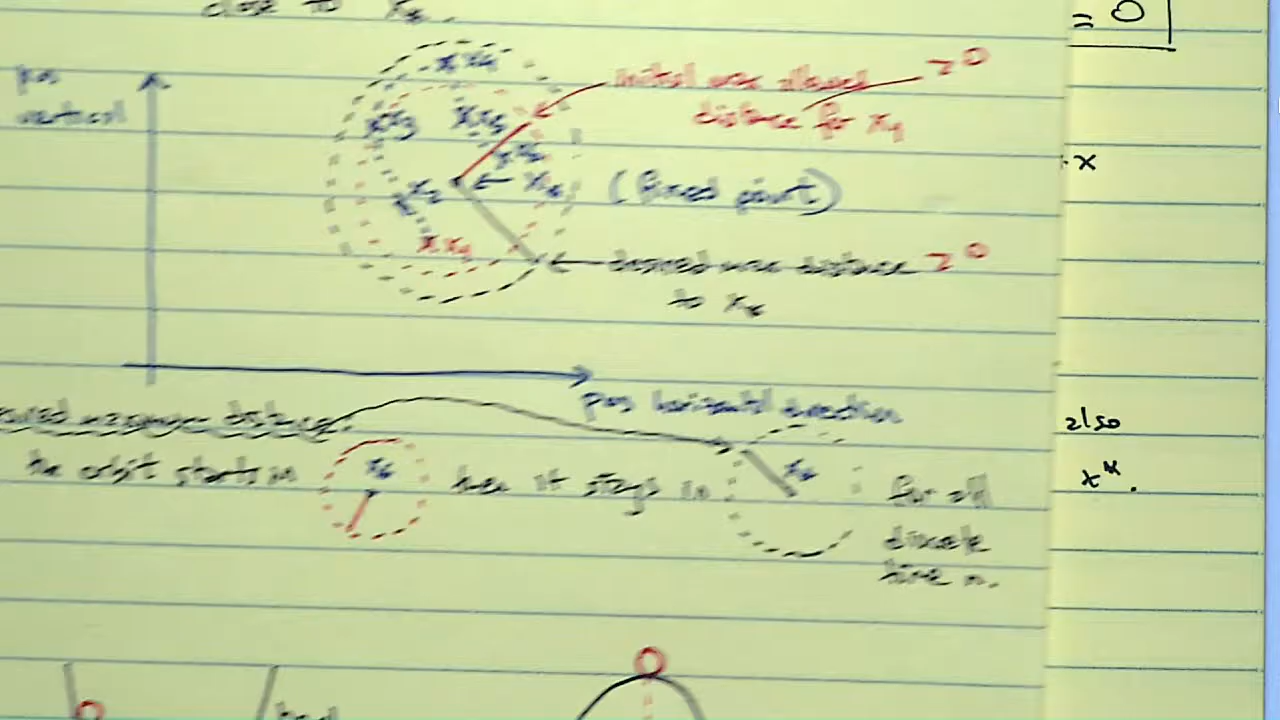 close to x*.
= 0
pos
vertical
x x4
x x3
x x5
x x6
x x2
x x1
initial max allowed > 0
distance for x1
x* (fixed point)
desired max distance > 0
to x*
x
pos horizontal direction
maximum distance.
the orbit starts in x* then it stays in x* for all
discrete
time n.
also
x*.